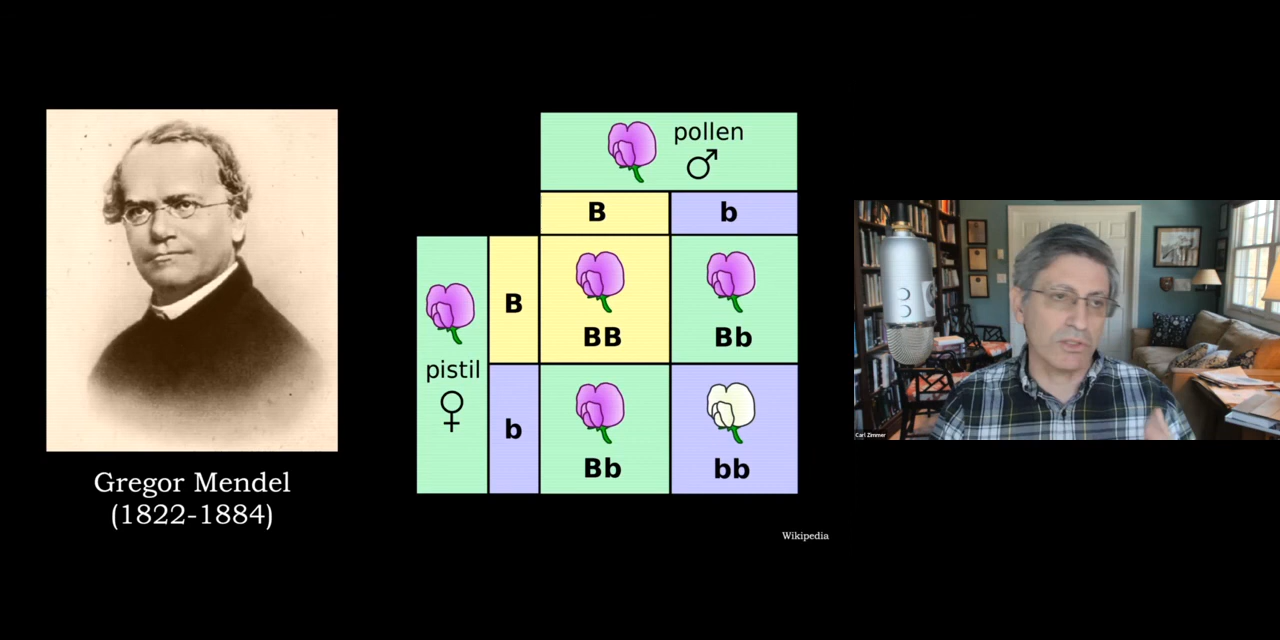 Gregor Mendel
(1822-1884)
pollen
♂
B
b
pistil
♀
B
BB
Bb
b
Bb
bb
Wikipedia
Carl Zimmer